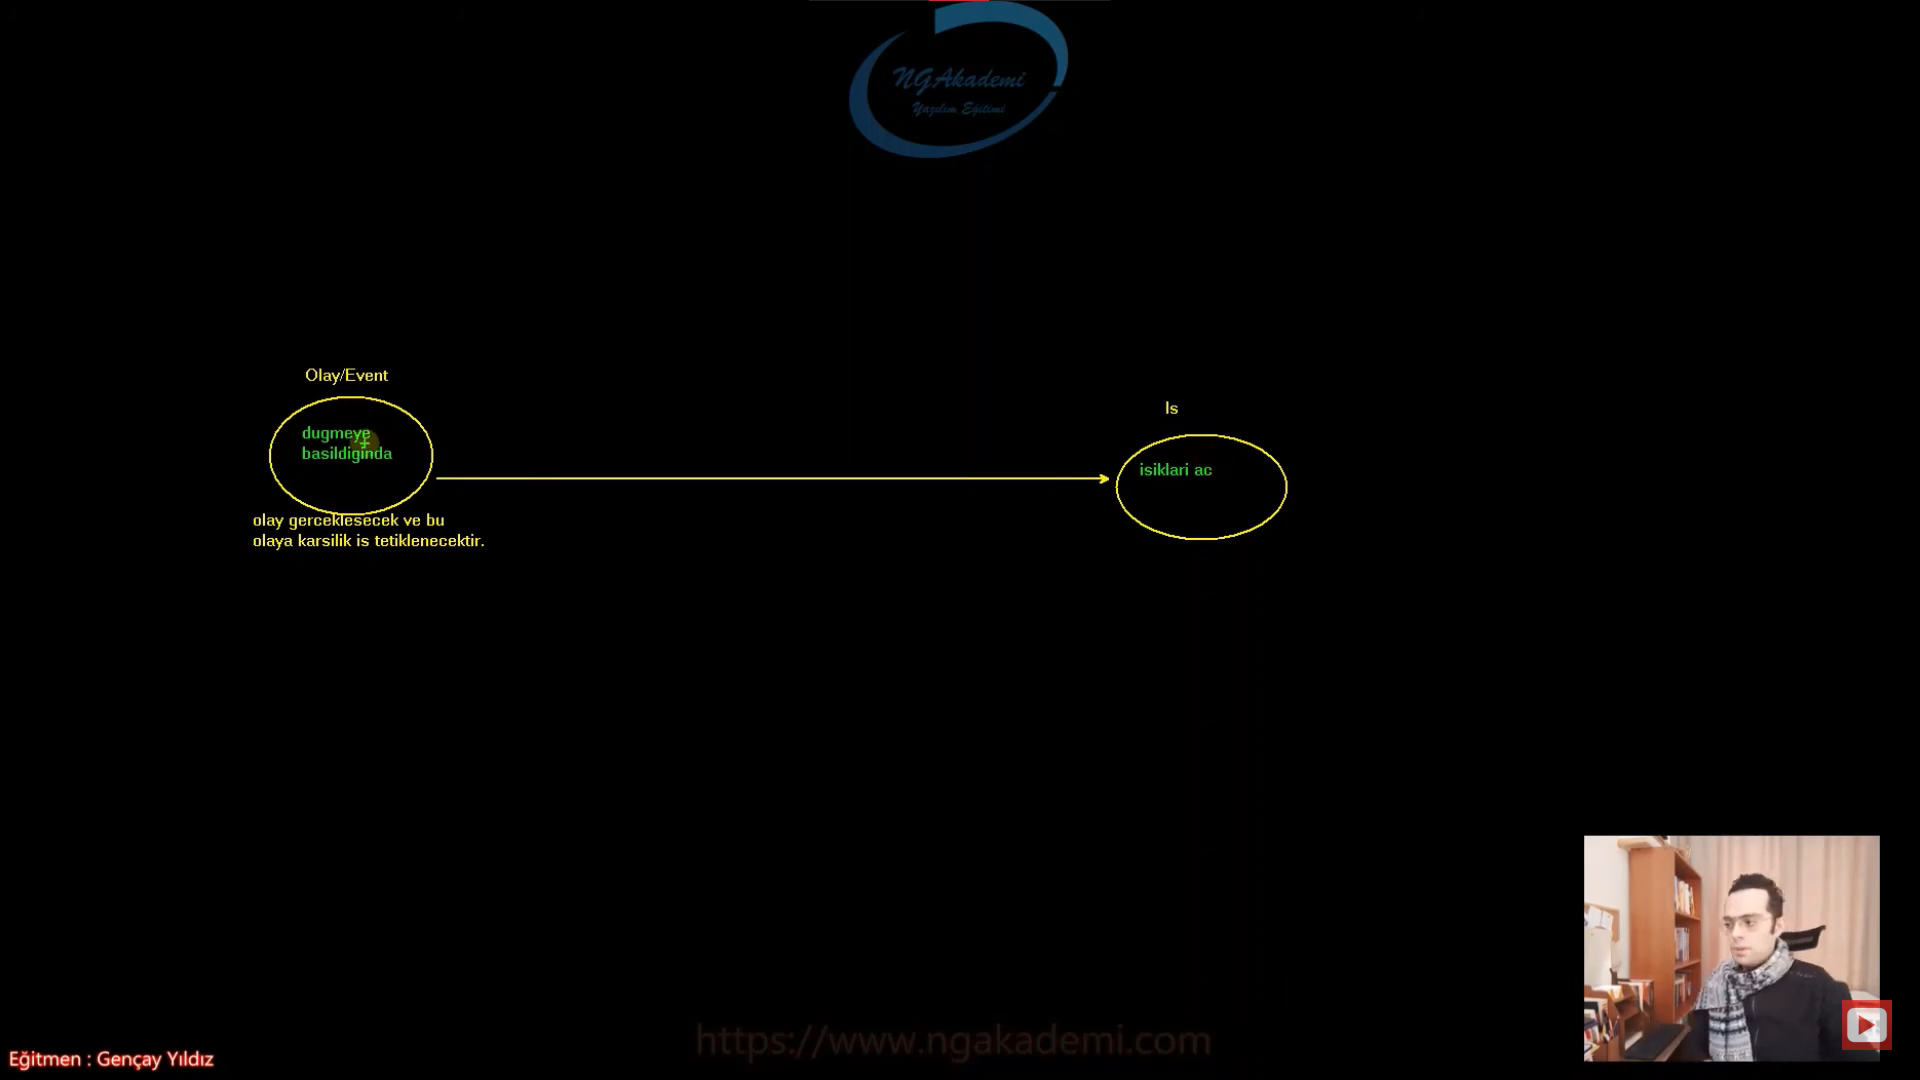 NGAkademi
Yazılım Eğitimi
Olay/Event
dugmeye
basildiginda
olay gerceklesecek ve bu
olaya karsilik is tetiklenecektir.
Is
isiklari ac
https://www.ngakademi.com
Eğitmen : Gençay Yıldız